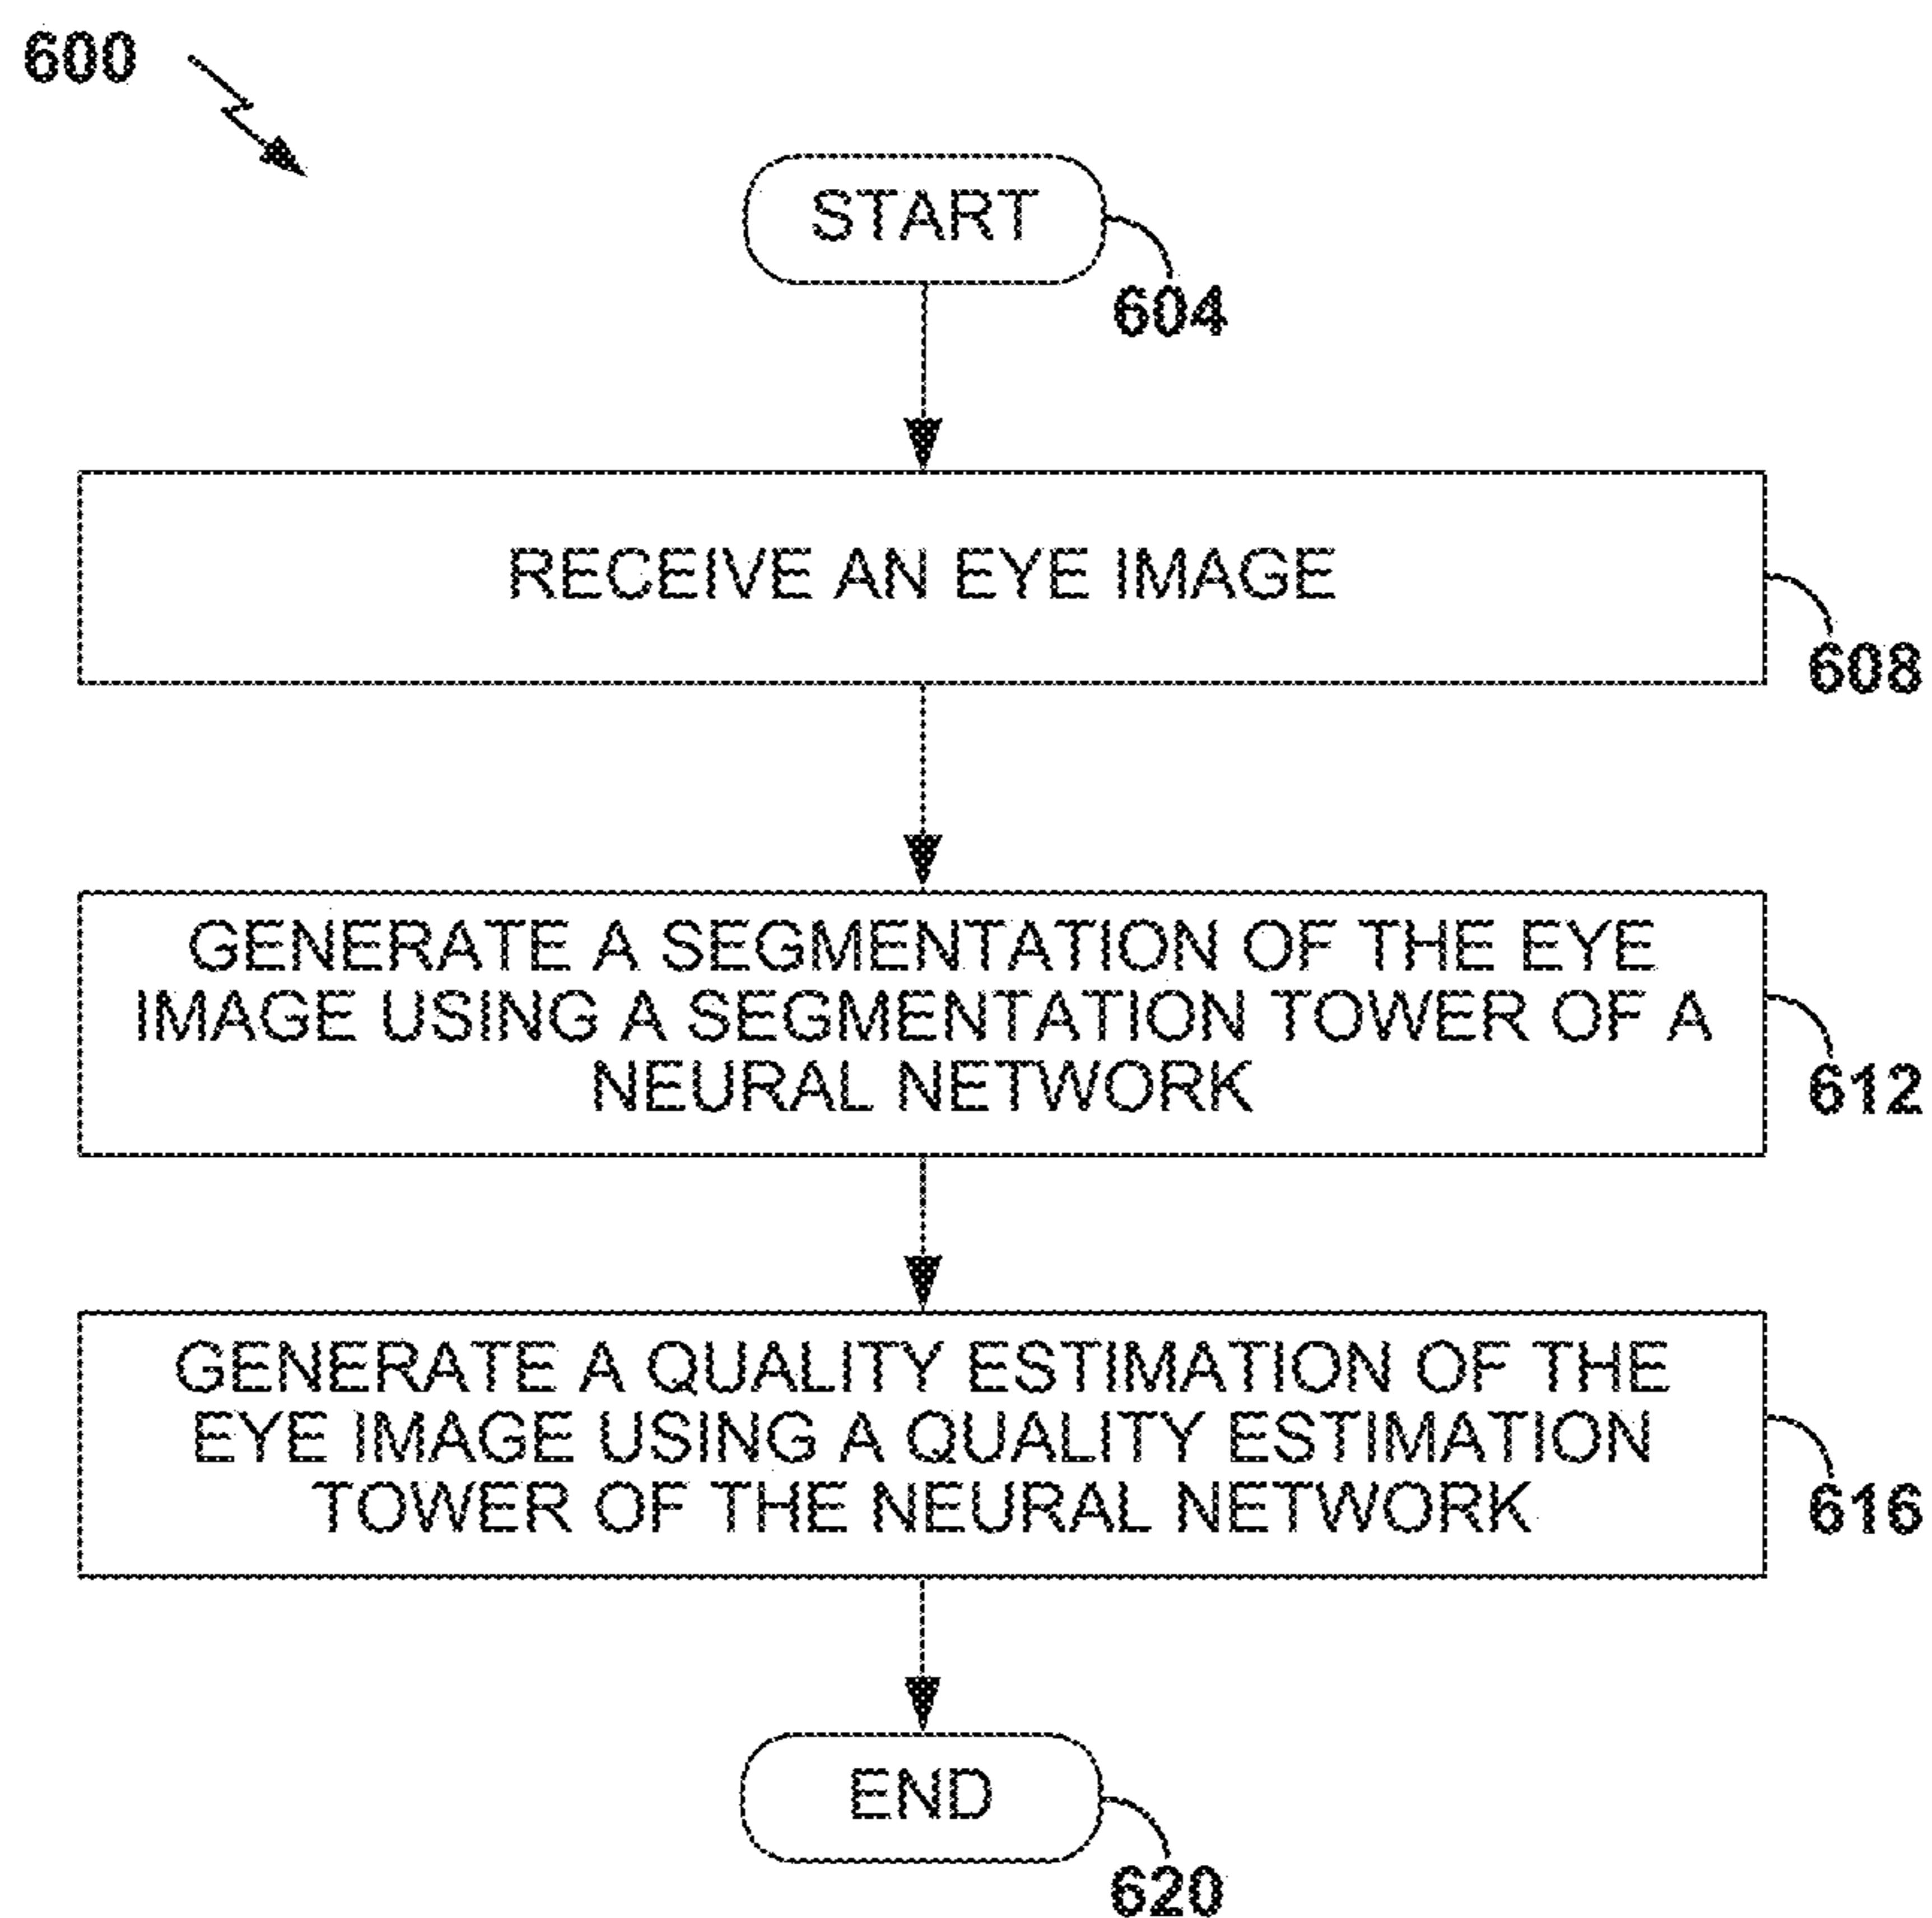 600
START
604
RECEIVE AN EYE IMAGE
608
GENERATE A SEGMENTATION OF THE EYE
IMAGE USING A SEGMENTATION TOWER OF A
NEURAL NETWORK
612
GENERATE A QUALITY ESTIMATION OF THE
EYE IMAGE USING A QUALITY ESTIMATION
TOWER OF THE NEURAL NETWORK
616
END
620